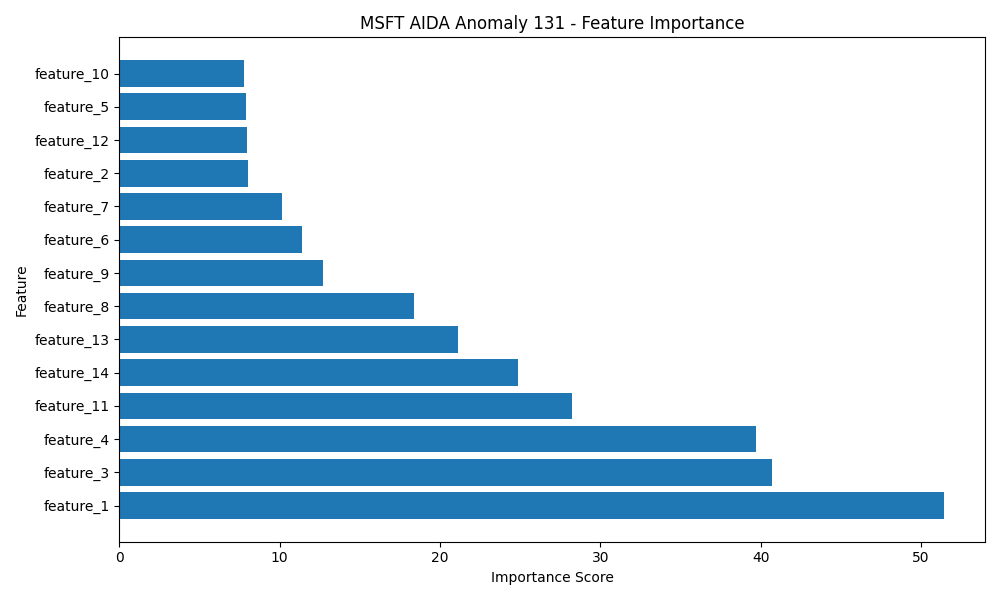 MSFT AIDA Anomaly 131 - Feature Importance
feature_10
feature_5
feature_12
feature_2
feature_7
feature_6
feature_9
feature_8
feature_13
feature_14
feature_11
feature_4
feature_3
feature_1
Feature
0 10 20 30 40 50
Importance Score